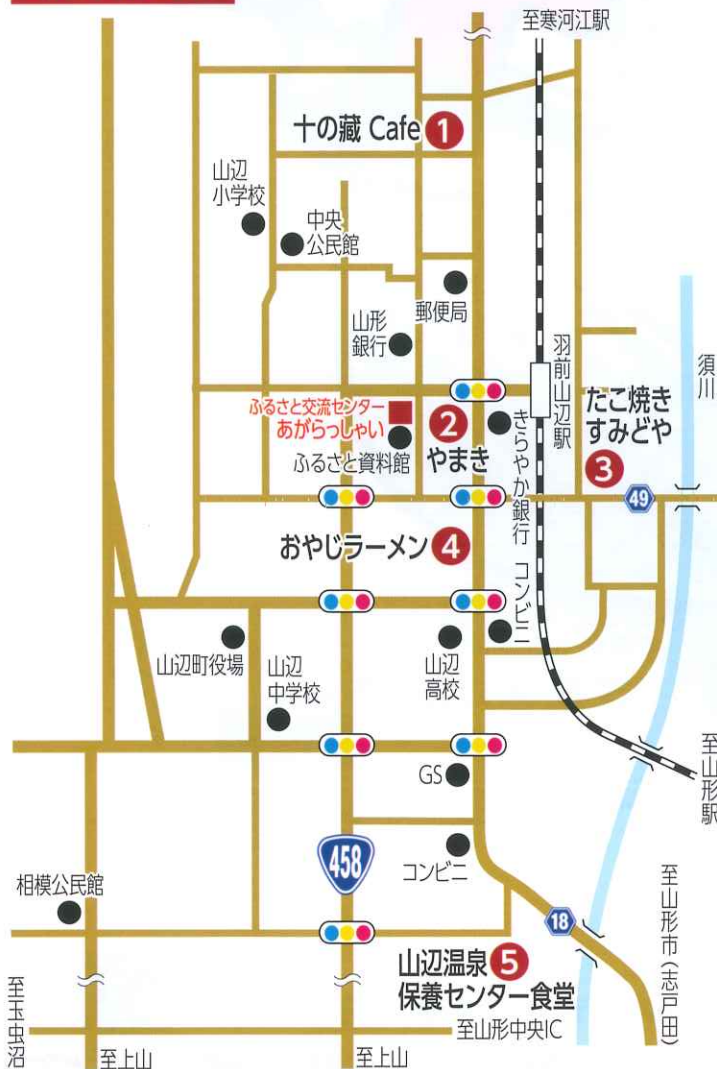 至寒河江駅
十の藏 Cafe 1
山辺
小学校
中央
公民館
郵便局
山形
銀行
羽前山辺駅
須川
ふるさと交流センター
あがらっしゃい
ふるさと資料館
2
やまき
きらやか銀行
たこ焼き
すみどや
3
49
おやじラーメン 4
コンビニ
山辺町役場
山辺
中学校
山辺
高校
至山形駅
GS
458
コンビニ
相模公民館
18
至山形市(志戸田)
山辺温泉 5
保養センター食堂
至玉虫沼
至上山
至上山
至山形中央IC